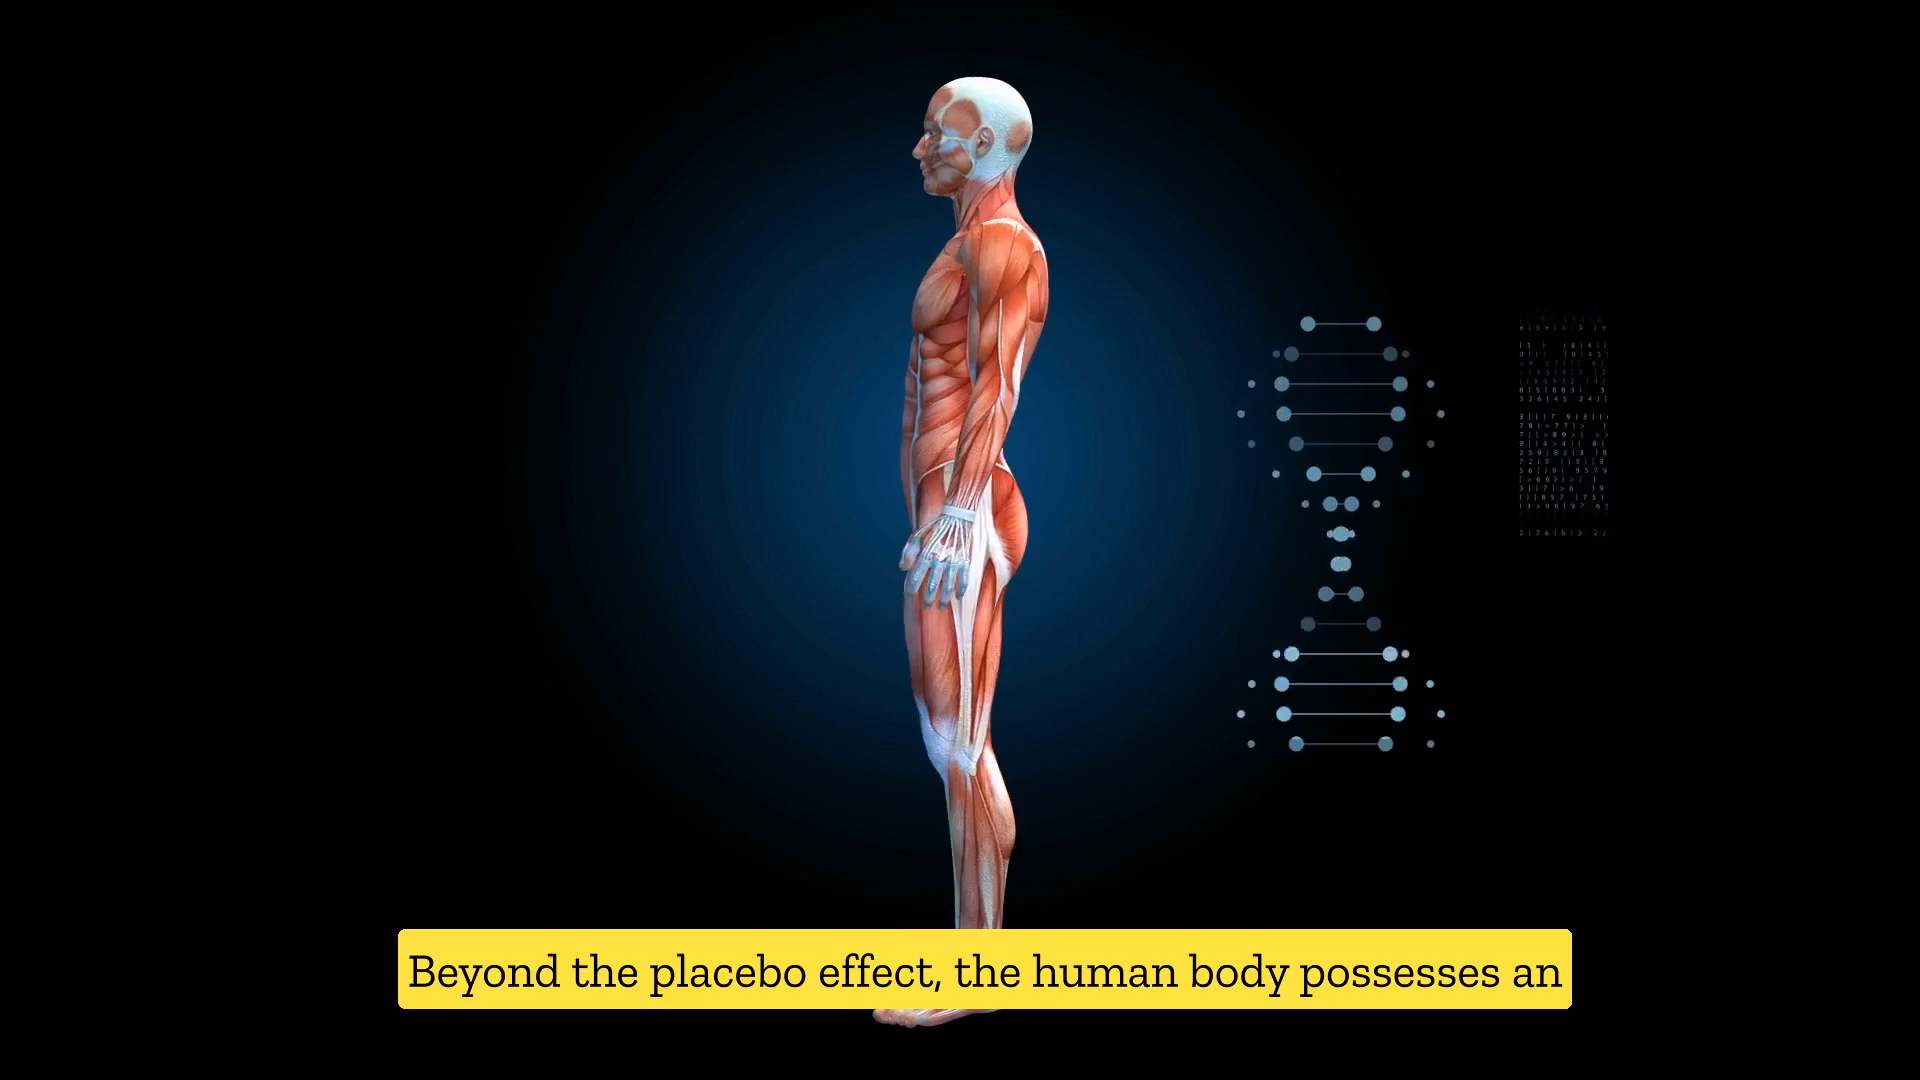 Beyond the placebo effect, the human body possesses an